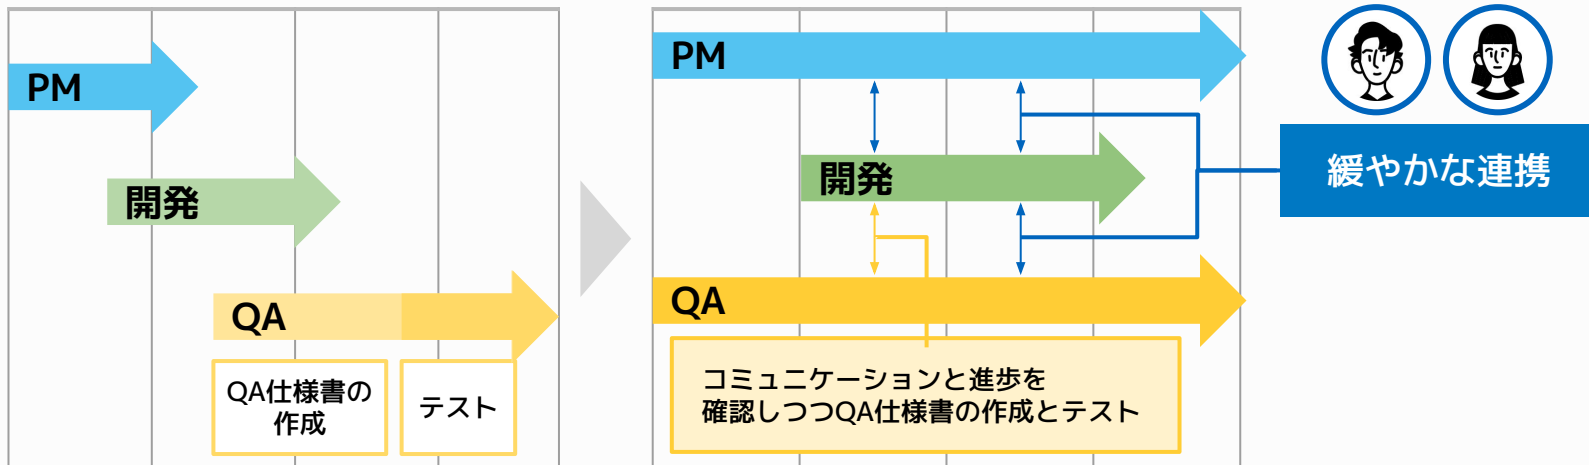 PM
開発
QA
QA仕様書の
作成
テスト
PM
開発
QA
コミュニケーションと進歩を
確認しつつQA仕様書の作成とテスト
緩やかな連携